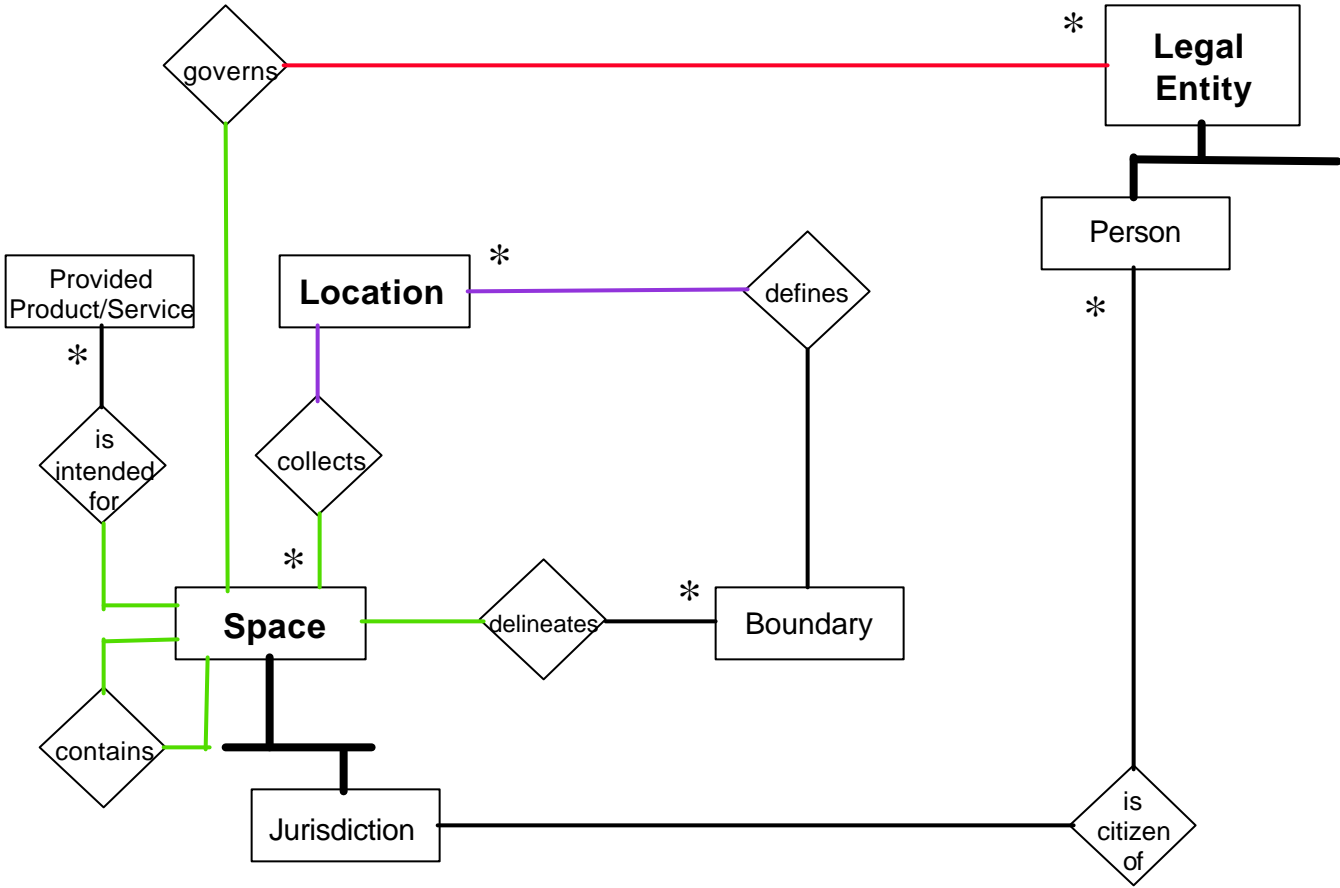 *
Legal
Entity
governs
Person
*
Provided
Product/Service
*
Location
*
defines
*
is
intended
for
collects
*
Space
delineates
*
Boundary
contains
Jurisdiction
is
citizen
of